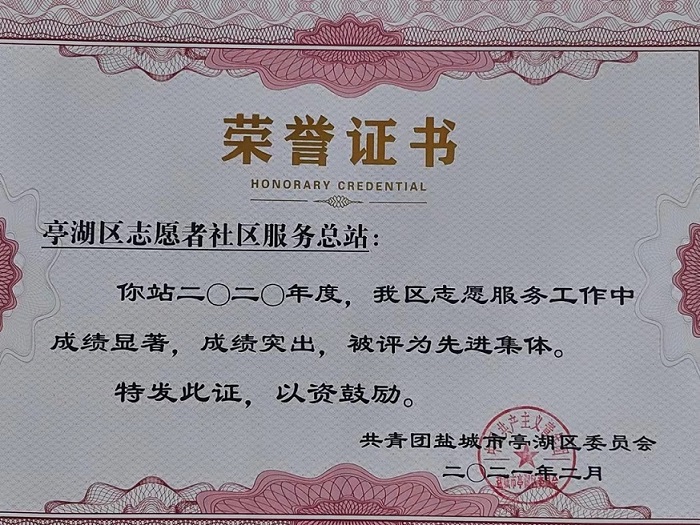 荣誉证书
HONORARY CREDENTIAL
亭湖区志愿者社区服务总站：
你站二〇二〇年度，我区志愿服务工作中
成绩显著，成绩突出，被评为先进集体。
特发此证，以资鼓励。
共青团盐城市亭湖区委员会
二〇二一年二月